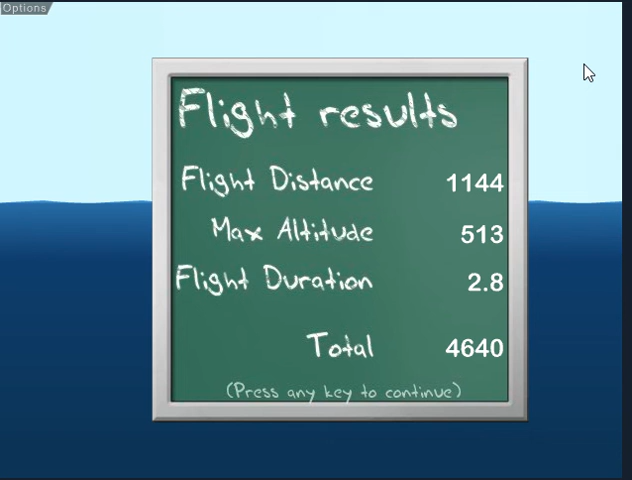 Options
Flight results
Flight Distance 1144
Max Altitude 513
Flight Duration 2.8
Total 4640
(Press any key to continue)